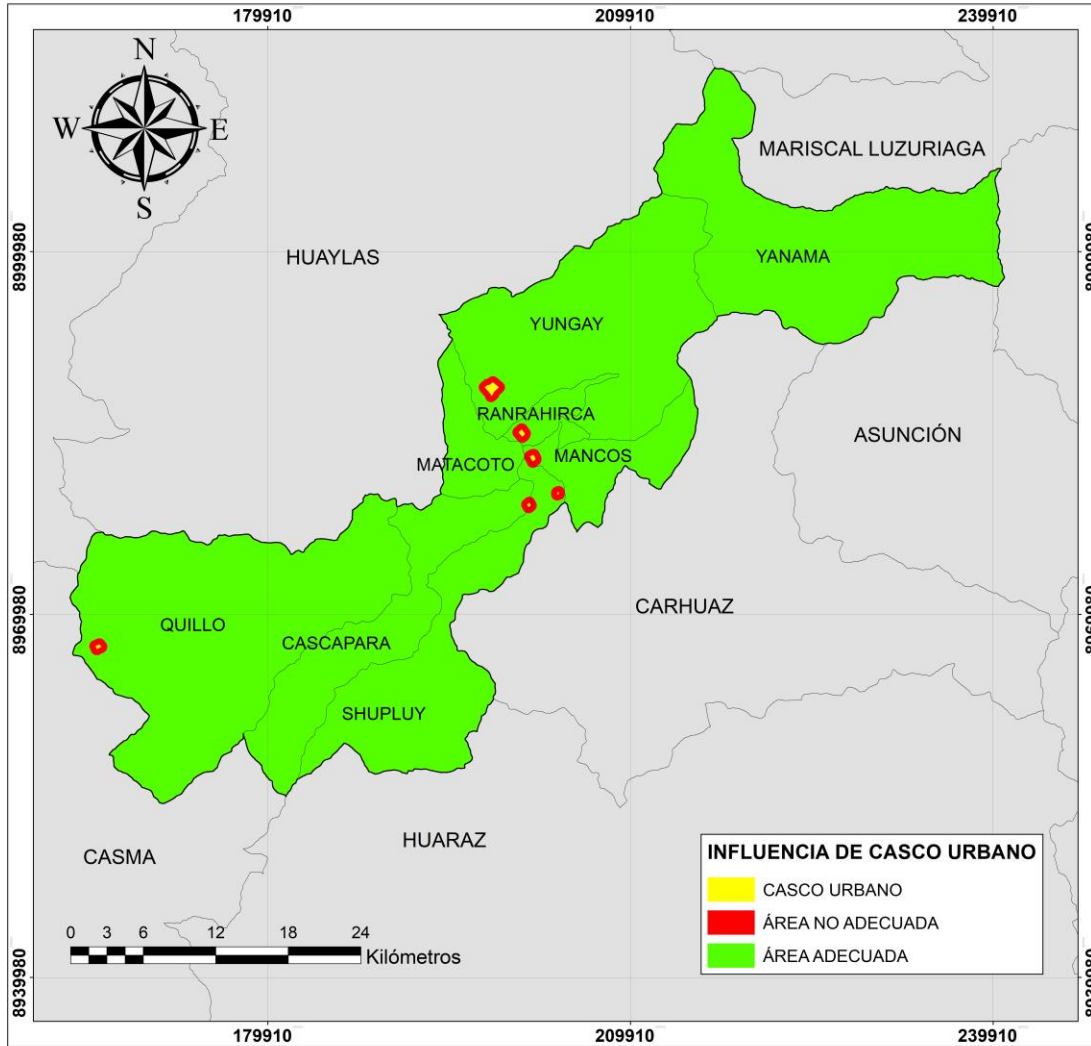 179910 209910 239910
N
W E
S
MARISCAL LUZURIAGA
HUAYLAS
YANAMA
8999980
YUNGAY
RANRAHIRCA
ASUNCIÓN
MATACOTO
MANCOS
CARHUAZ
QUILLO
CASCAPARA
8969980
SHUPLUY
HUARAZ
CASMA
INFLUENCIA DE CASCO URBANO
CASCO URBANO
ÁREA NO ADECUADA
ÁREA ADECUADA
0 3 6 12 18 24
Kilómetros
8939980
179910 209910 239910